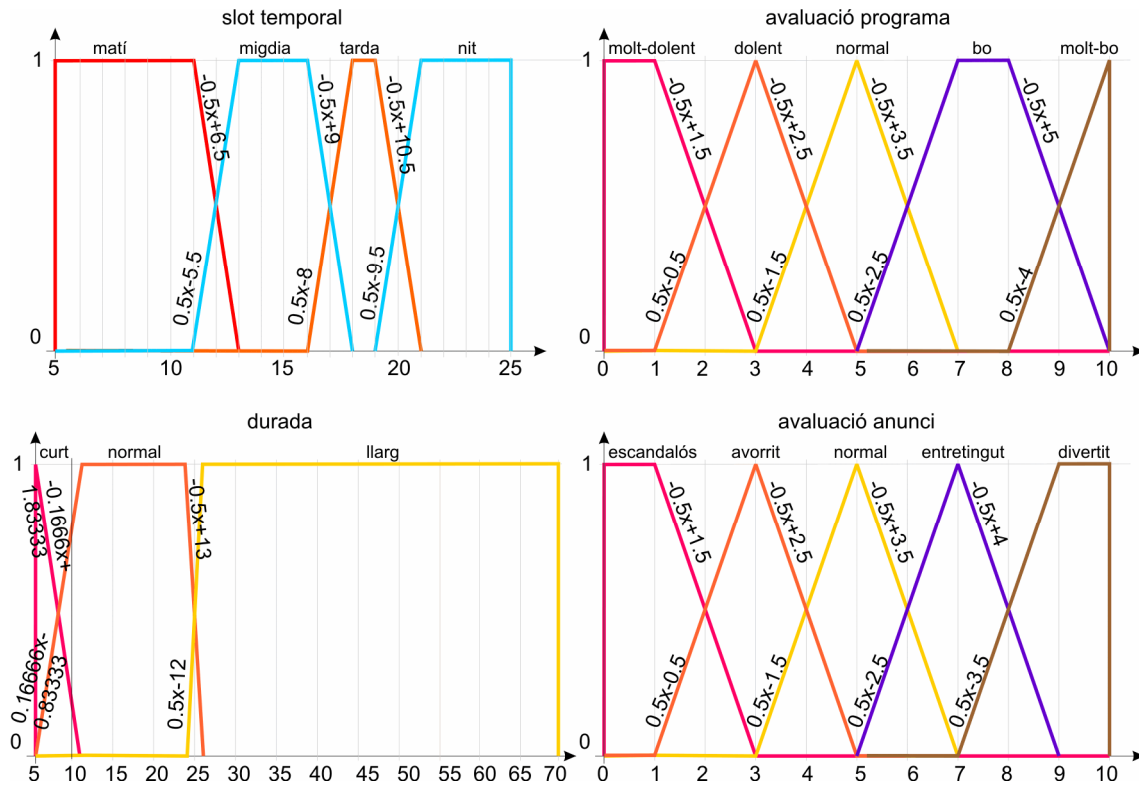 slot temporal
matí migdia tarda nit
1
-0.5x+6.5
-0.5x+9
-0.5x+10.5
0.5x-5.5
0.5x-8
0.5x-9.5
0
5 10 15 20 25
avaluació programa
molt-dolent dolent normal bo molt-bo
1
-0.5x+1.5
-0.5x+2.5
-0.5x+3.5
-0.5x+5
0.5x-0.5
0.5x-1.5
0.5x-2.5
0.5x-4
0
0 1 2 3 4 5 6 7 8 9 10
durada
curt normal llarg
1
-0.1666x+
1.83333
-0.5x+13
0.16666x-
0.83333
0.5x-12
0
5 10 15 20 25 30 35 40 45 50 55 60 65 70
avaluació anunci
escandalós avorrit normal entretingut divertit
1
-0.5x+1.5
-0.5x+2.5
-0.5x+3.5
-0.5x+4
0.5x-0.5
0.5x-1.5
0.5x-2.5
0.5x-3.5
0
0 1 2 3 4 5 6 7 8 9 10